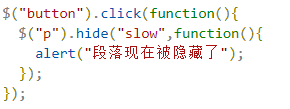 $("button").click(function(){
  $("p").hide("slow",function(){
    alert("段落现在被隐藏了");
  });
});